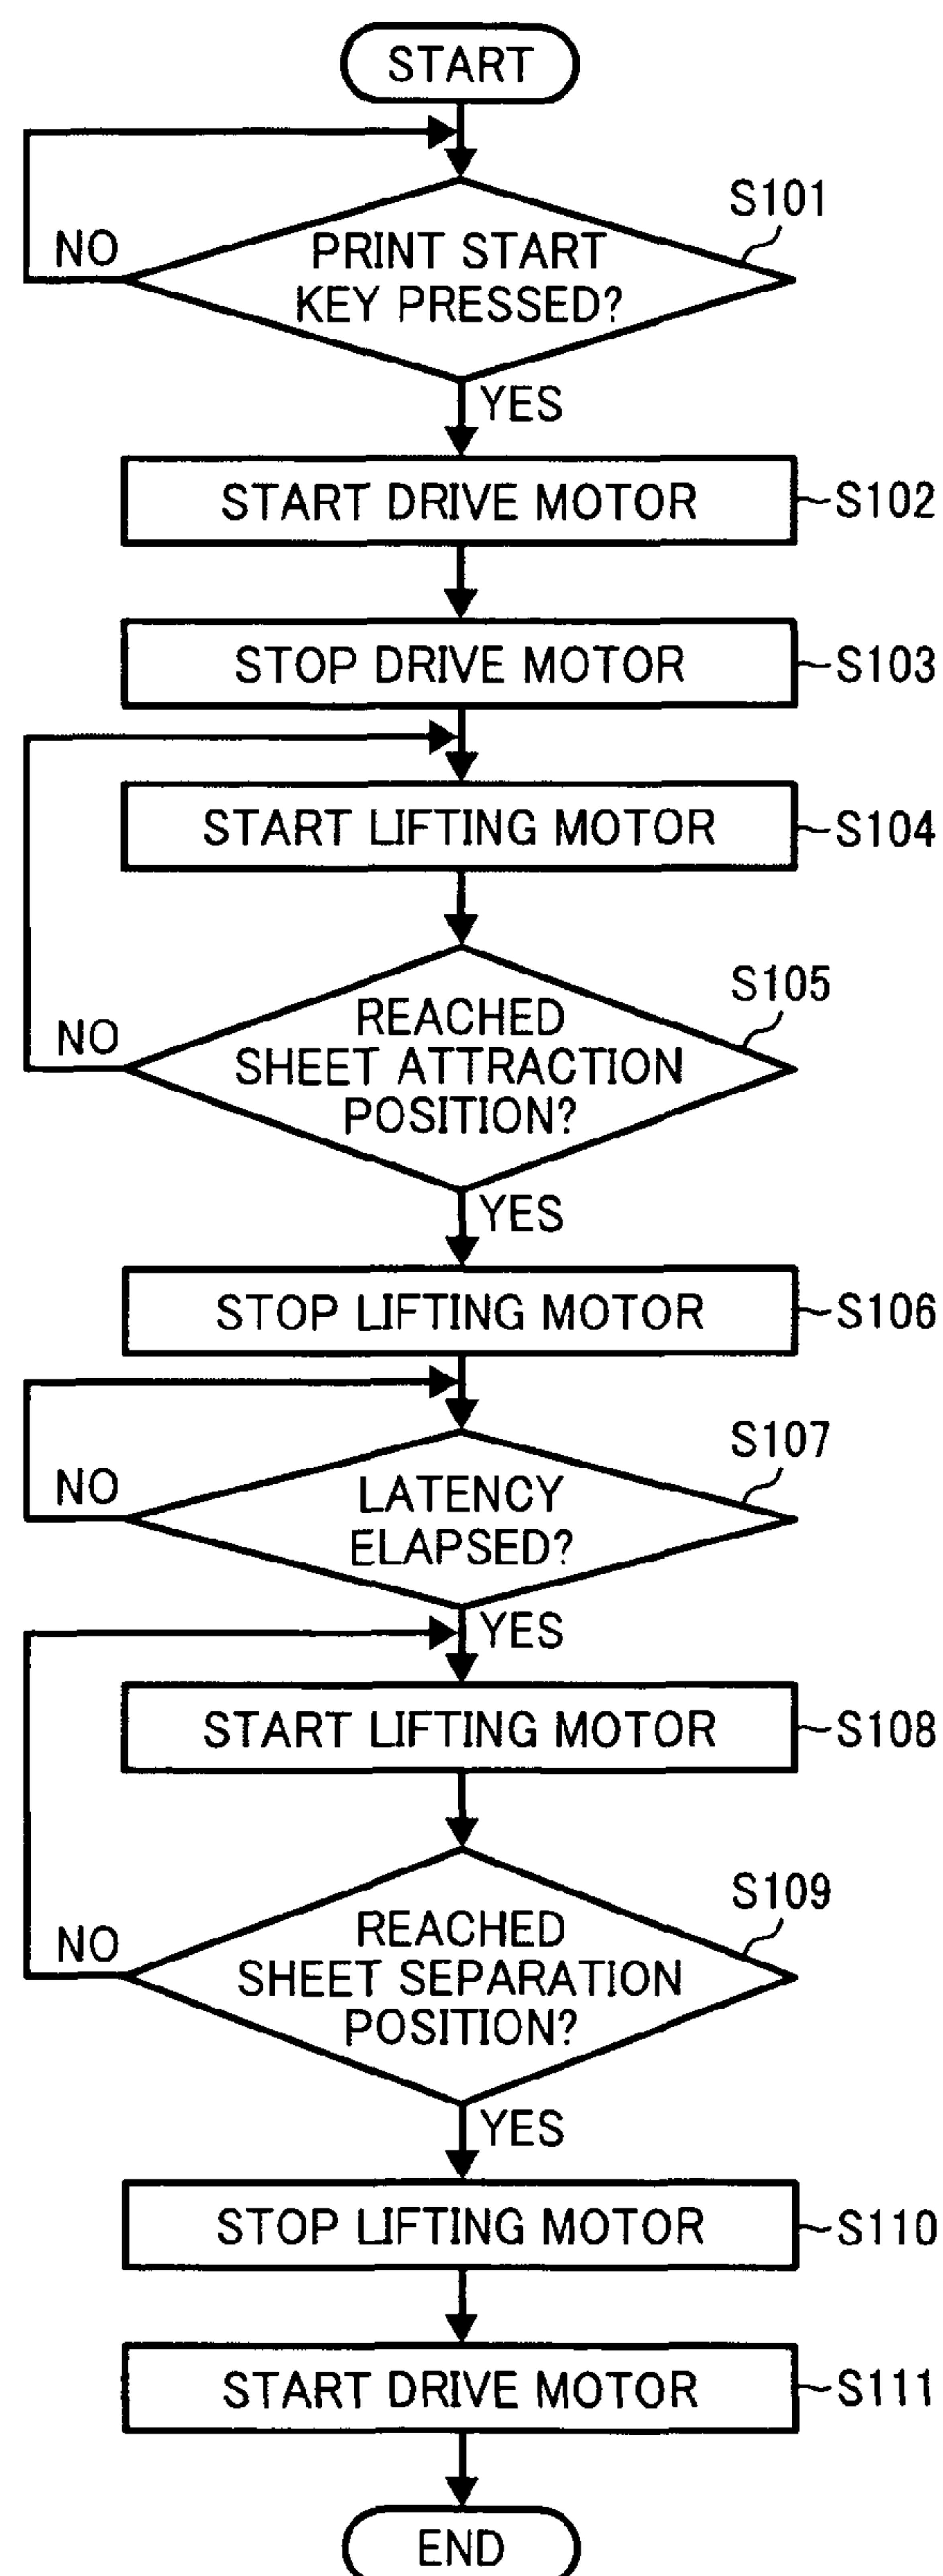 START
S101
PRINT START
KEY PRESSED?
NO
YES
START DRIVE MOTOR
S102
STOP DRIVE MOTOR
S103
START LIFTING MOTOR
S104
S105
REACHED
SHEET ATTRACTION
POSITION?
NO
YES
STOP LIFTING MOTOR
S106
S107
LATENCY
ELAPSED?
NO
YES
START LIFTING MOTOR
S108
S109
REACHED
SHEET SEPARATION
POSITION?
NO
YES
STOP LIFTING MOTOR
S110
START DRIVE MOTOR
S111
END